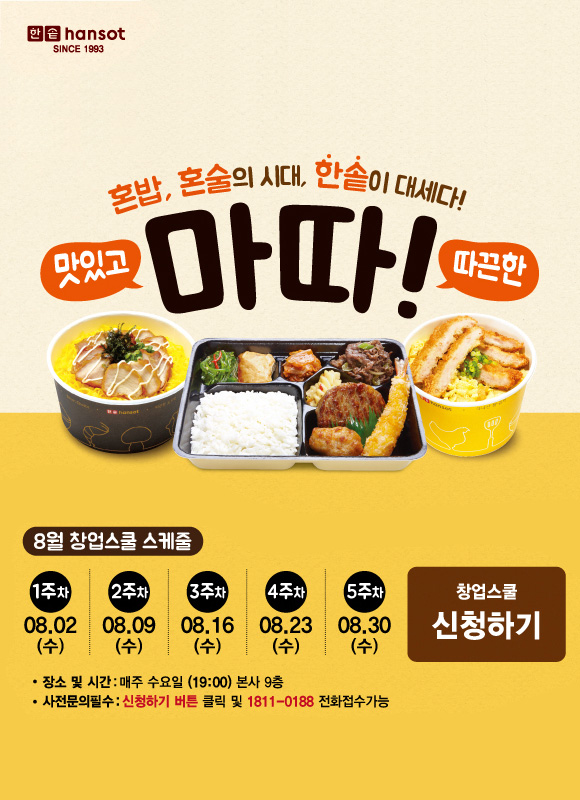 한솥 hansot
SINCE 1993
혼밥, 혼술의 시대, 한솥이 대세다!
맛있고
마따!
따끈한
hansot
hansot
8월 창업스쿨 스케줄
1주차 2주차 3주차 4주차 5주차
08.02 08.09 08.16 08.23 08.30
(수) (수) (수) (수) (수)
창업스쿨
신청하기
• 장소 및 시간 : 매주 수요일 (19:00) 본사 9층
• 사전문의필수 : 신청하기 버튼 클릭 및 1811-0188 전화접수가능